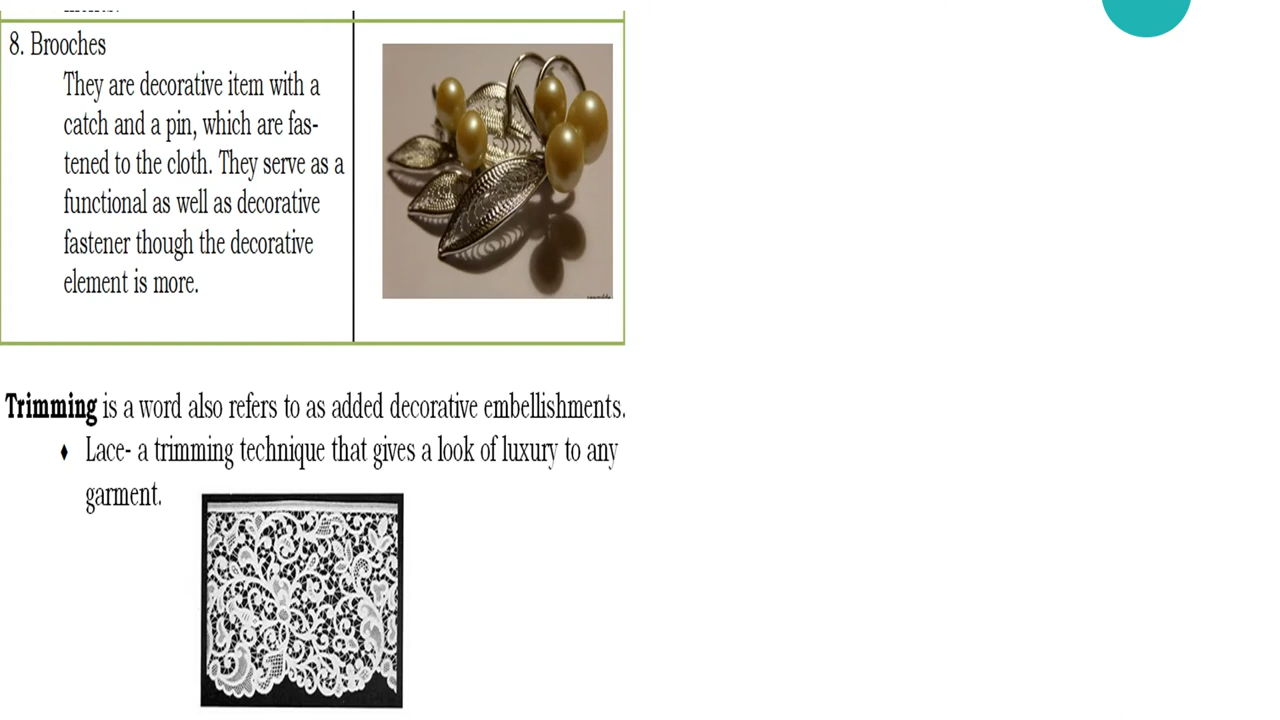 8. Brooches
They are decorative item with a
catch and a pin, which are fas-
tened to the cloth. They serve as a
functional as well as decorative
fastener though the decorative
element is more.
Trimming is a word also refers to as added decorative embellishments.
♦ Lace- a trimming technique that gives a look of luxury to any
garment.